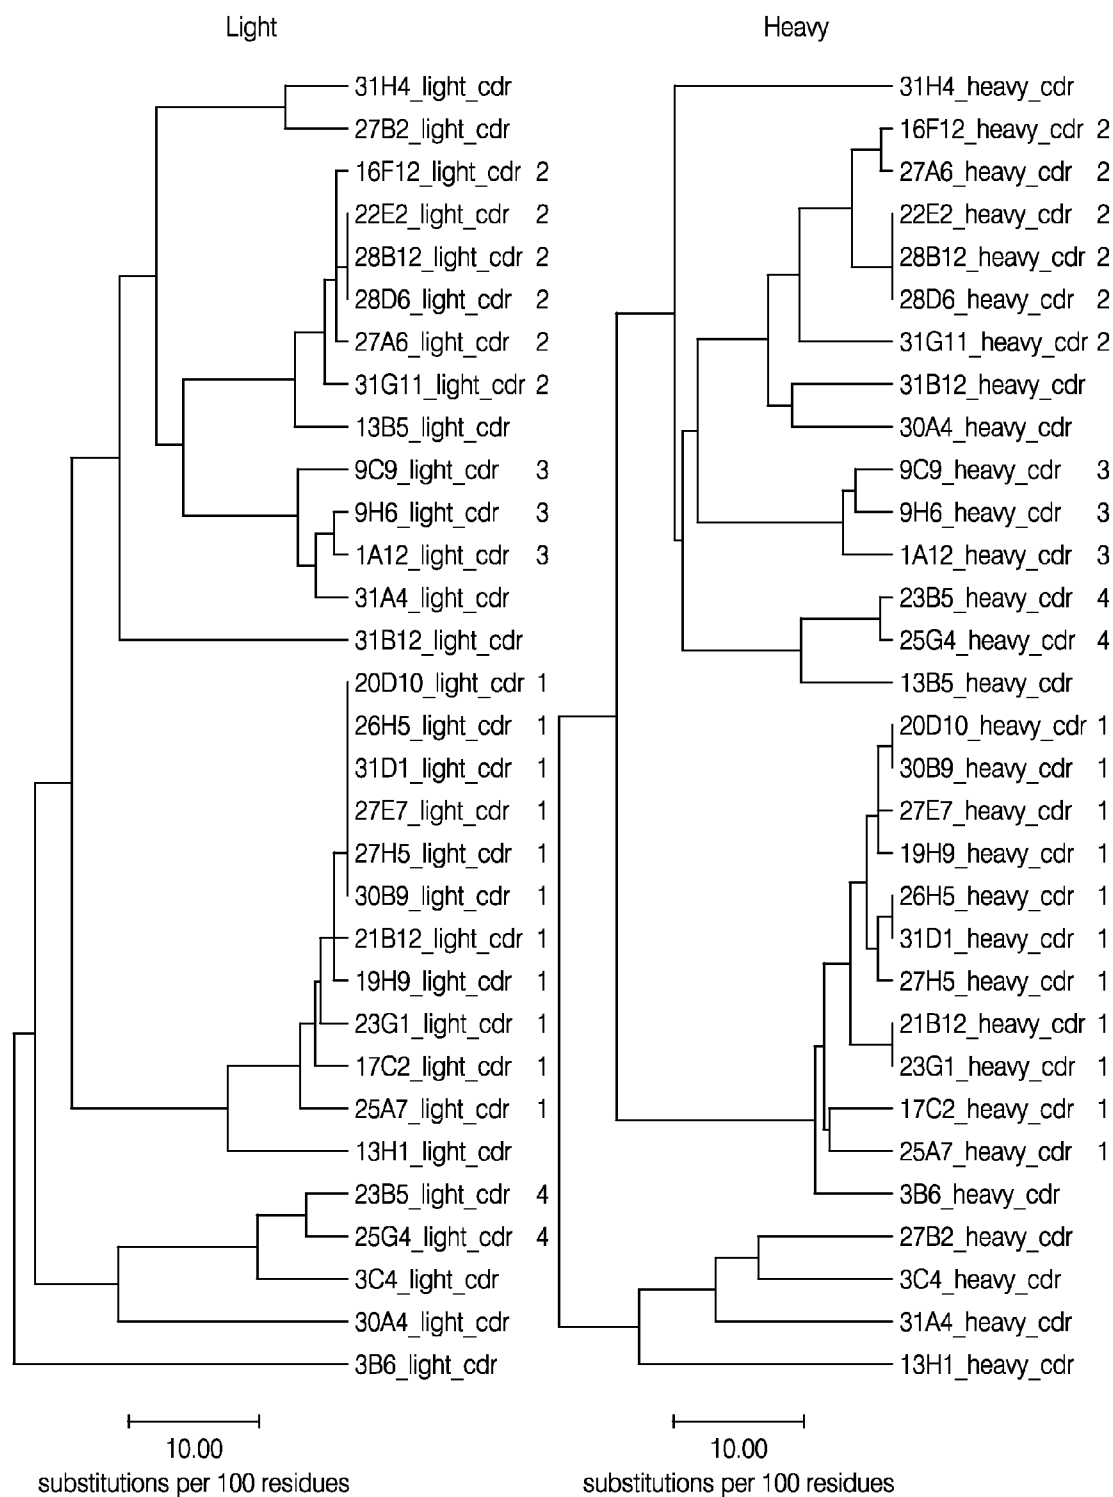 Light
31H4_light_cdr
27B2_light_cdr
16F12_light_cdr 2
22E2_light_cdr 2
28B12_light_cdr 2
28D6_light_cdr 2
27A6_light_cdr 2
31G11_light_cdr 2
13B5_light_cdr
9C9_light_cdr 3
9H6_light_cdr 3
1A12_light_cdr 3
31A4_light_cdr
31B12_light_cdr
20D10_light_cdr 1
26H5_light_cdr 1
31D1_light_cdr 1
27E7_light_cdr 1
27H5_light_cdr 1
30B9_light_cdr 1
21B12_light_cdr 1
19H9_light_cdr 1
23G1_light_cdr 1
17C2_light_cdr 1
25A7_light_cdr 1
13H1_light_cdr
23B5_light_cdr 4
25G4_light_cdr 4
3C4_light_cdr
30A4_light_cdr
3B6_light_cdr
10.00
substitutions per 100 residues
Heavy
31H4_heavy_cdr
16F12_heavy_cdr 2
27A6_heavy_cdr 2
22E2_heavy_cdr 2
28B12_heavy_cdr 2
28D6_heavy_cdr 2
31G11_heavy_cdr 2
31B12_heavy_cdr
30A4_heavy_cdr
9C9_heavy_cdr 3
9H6_heavy_cdr 3
1A12_heavy_cdr 3
23B5_heavy_cdr 4
25G4_heavy_cdr 4
13B5_heavy_cdr
20D10_heavy_cdr 1
30B9_heavy_cdr 1
27E7_heavy_cdr 1
19H9_heavy_cdr 1
26H5_heavy_cdr 1
31D1_heavy_cdr 1
27H5_heavy_cdr 1
21B12_heavy_cdr 1
23G1_heavy_cdr 1
17C2_heavy_cdr 1
25A7_heavy_cdr 1
3B6_heavy_cdr
27B2_heavy_cdr
3C4_heavy_cdr
31A4_heavy_cdr
13H1_heavy_cdr
10.00
substitutions per 100 residues